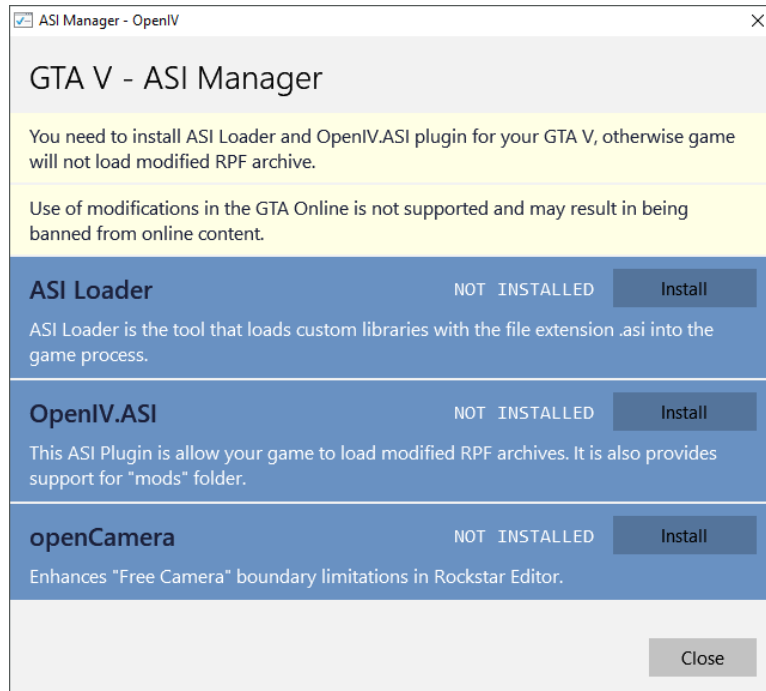 ASI Manager - OpenIV
GTA V - ASI Manager
You need to install ASI Loader and OpenIV.ASI plugin for your GTA V, otherwise game
will not load modified RPF archive.
Use of modifications in the GTA Online is not supported and may result in being
banned from online content.
ASI Loader NOT INSTALLED Install
ASI Loader is the tool that loads custom libraries with the file extension .asi into the
game process.
OpenIV.ASI NOT INSTALLED Install
This ASI Plugin is allow your game to load modified RPF archives. It is also provides
support for "mods" folder.
openCamera NOT INSTALLED Install
Enhances "Free Camera" boundary limitations in Rockstar Editor.
Close